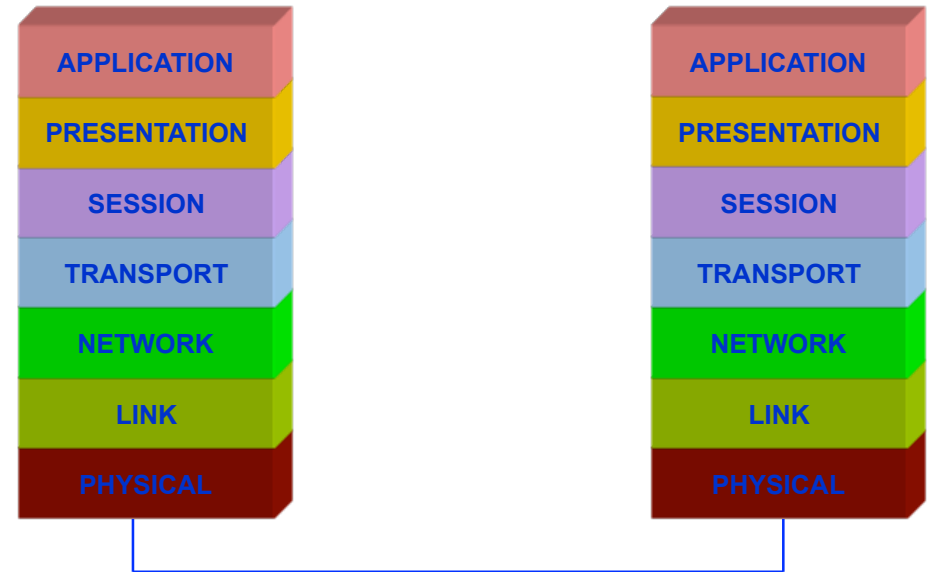 APPLICATION
PRESENTATION
SESSION
TRANSPORT
NETWORK
LINK
PHYSICAL
APPLICATION
PRESENTATION
SESSION
TRANSPORT
NETWORK
LINK
PHYSICAL